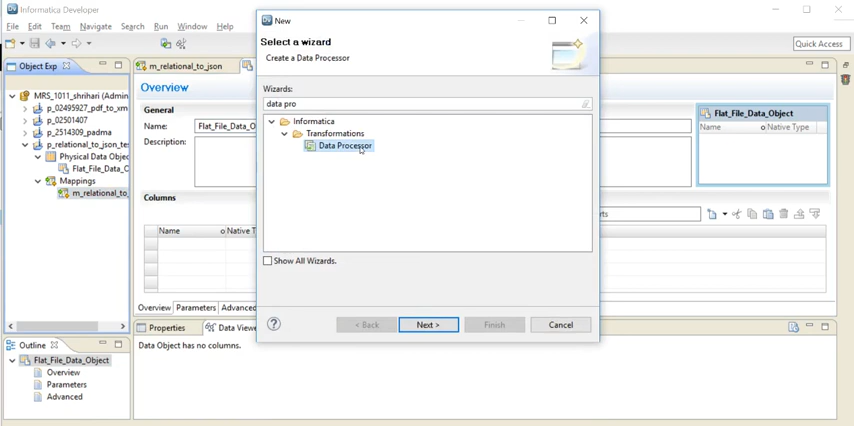 Informatica Developer
File Edit Team Navigate Search Run Window Help
Quick Access
Object Exp
MRS_1011_shrihari
p_02495927_pdf_to_xm
p_02501407
p_2514309_padma
p_relational_to_json_tes
Physical Data Objec
Flat_File_Data_O
Mappings
m_relational_to_
m_relational_to_json
Overview
General
Name: Flat_File_Data_O
Description:
Columns
Name Native T
Overview Parameters Advanced
Properties Data Viewe
Data Object has no columns.
Outline
Flat_File_Data_Object
Overview
Parameters
Advanced
New
Select a wizard
Create a Data Processor
Wizards:
data pro
Informatica
Transformations
Data Processor
Show All Wizards.
< Back Next > Finish Cancel
Flat_File_Data_Object
Name Native Type